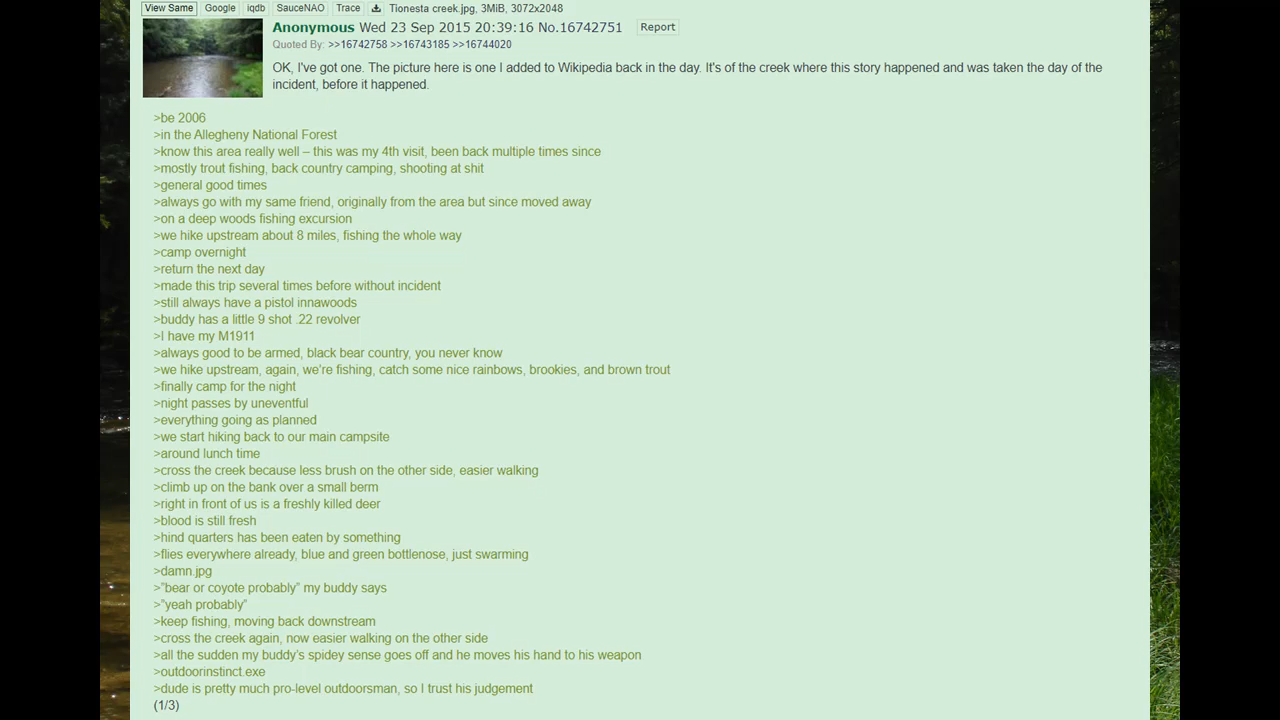 View Same Google iqdb SauceNAO Trace Tionesta creek.jpg, 3MiB, 3072x2048
Anonymous Wed 23 Sep 2015 20:39:16 No.16742751 Report
Quoted By: >>16742758 >>16743185 >>16744020
OK, I've got one. The picture here is one I added to Wikipedia back in the day. It's of the creek where this story happened and was taken the day of the
incident, before it happened.
>be 2006
>in the Allegheny National Forest
>know this area really well – this was my 4th visit, been back multiple times since
>mostly trout fishing, back country camping, shooting at shit
>general good times
>always go with my same friend, originally from the area but since moved away
>on a deep woods fishing excursion
>we hike upstream about 8 miles, fishing the whole way
>camp overnight
>return the next day
>made this trip several times before without incident
>still always have a pistol innawoods
>buddy has a little 9 shot .22 revolver
>I have my M1911
>always good to be armed, black bear country, you never know
>we hike upstream, again, we’re fishing, catch some nice rainbows, brookies, and brown trout
>finally camp for the night
>night passes by uneventful
>everything going as planned
>we start hiking back to our main campsite
>around lunch time
>cross the creek because less brush on the other side, easier walking
>climb up on the bank over a small berm
>right in front of us is a freshly killed deer
>blood is still fresh
>hind quarters has been eaten by something
>flies everywhere already, blue and green bottlenose, just swarming
>damn.jpg
>”bear or coyote probably” my buddy says
>”yeah probably”
>keep fishing, moving back downstream
>cross the creek again, now easier walking on the other side
>all the sudden my buddy’s spidey sense goes off and he moves his hand to his weapon
>outdoorinstinct.exe
>dude is pretty much pro-level outdoorsman, so I trust his judgement
(1/3)